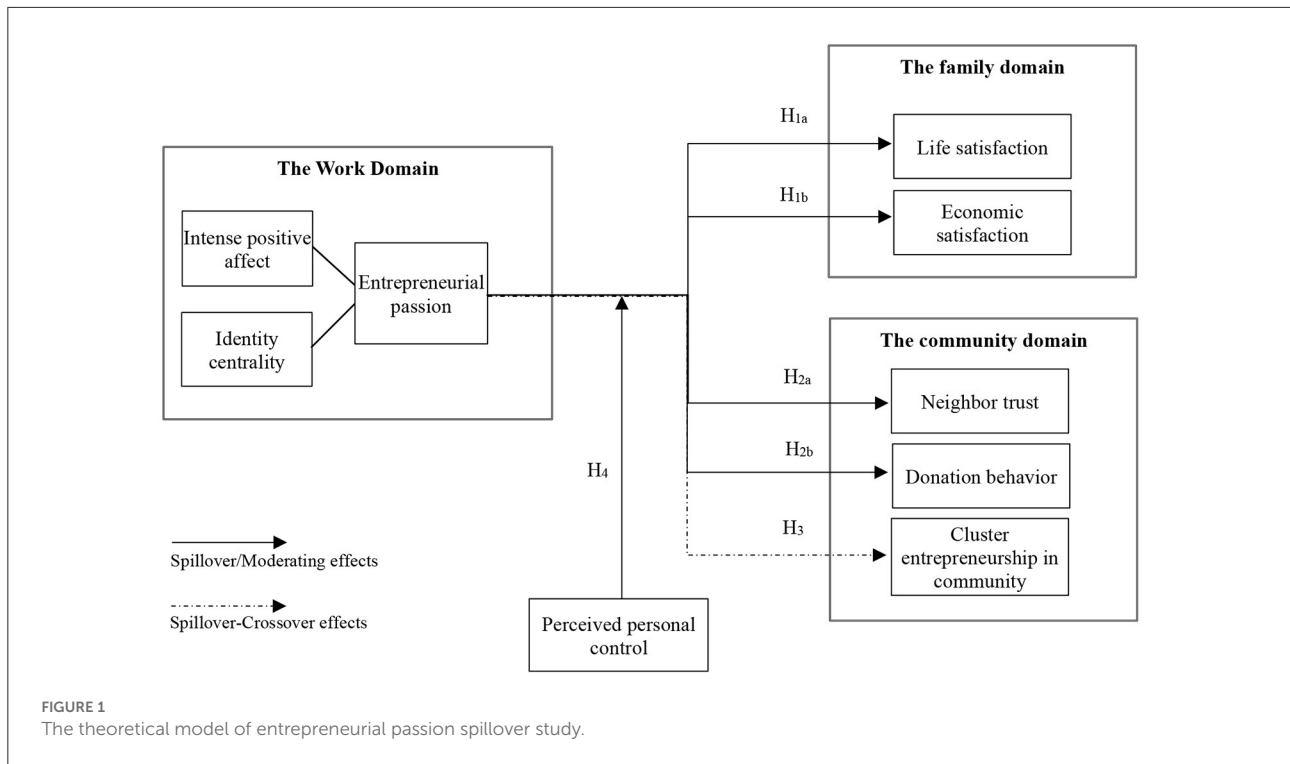 The family domain
H1a
Life satisfaction
H1b
Economic
satisfaction
The Work Domain
Intense positive
affect
Entrepreneurial
passion
Identity
centrality
The community domain
H2a
Neighbor trust
H2b
Donation behavior
H3
Cluster
entrepreneurship in
community
H4
Perceived personal
control
Spillover/Moderating effects
Spillover-Crossover effects
FIGURE 1
The theoretical model of entrepreneurial passion spillover study.